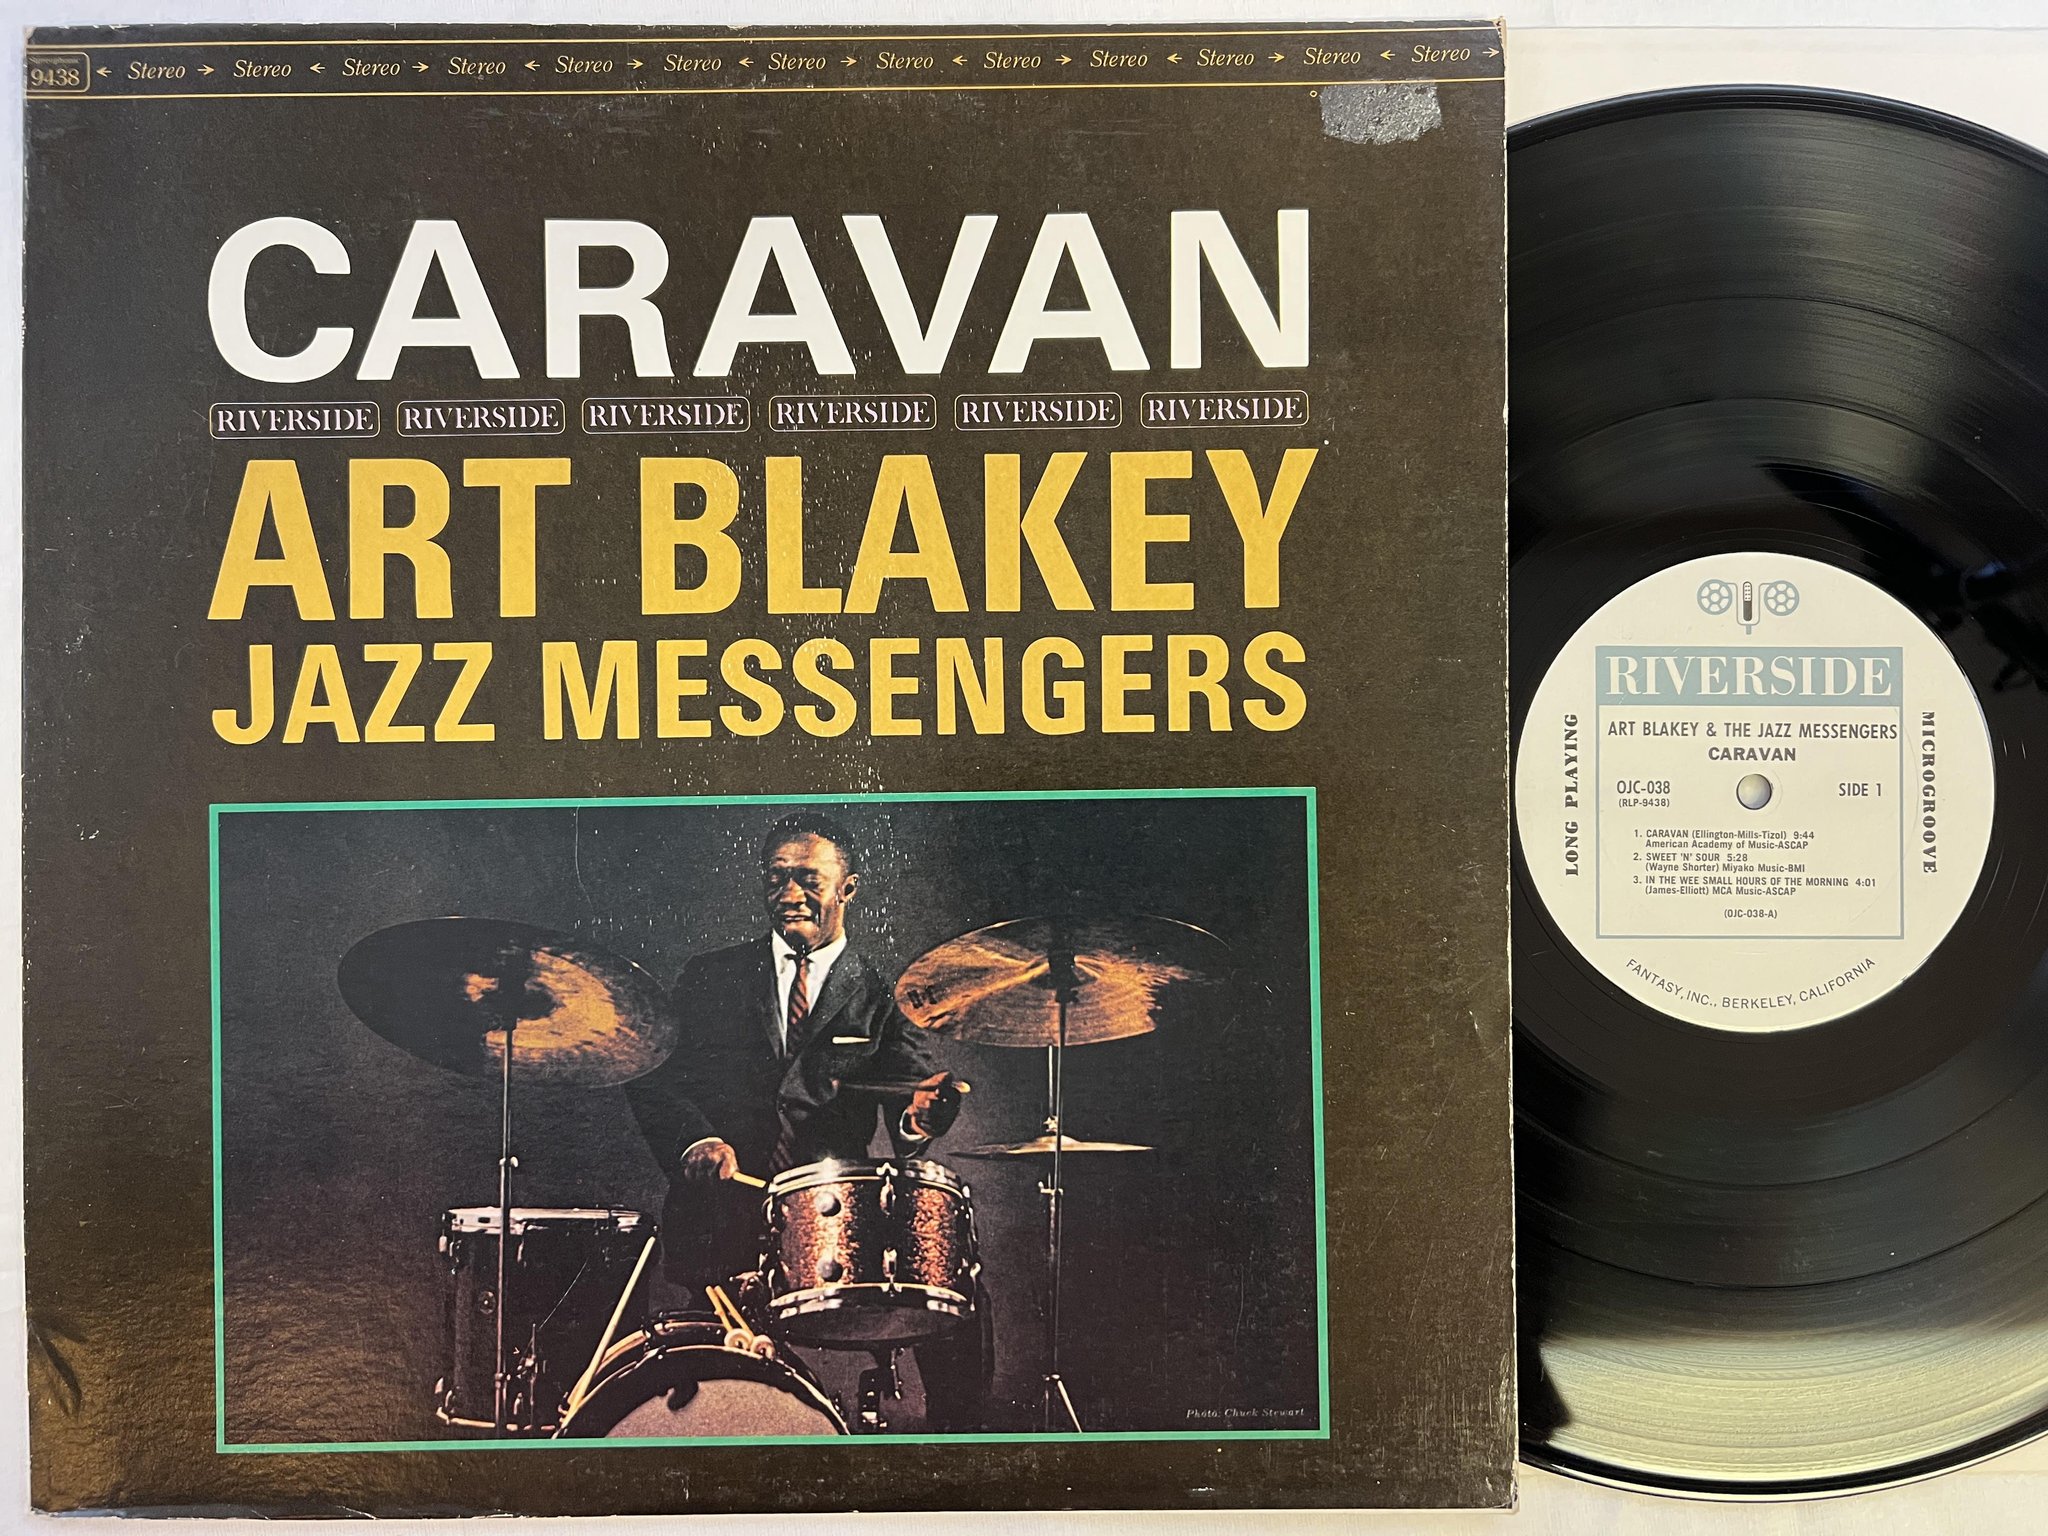 Stereophonic
9438 ← Stereo → Stereo ← Stereo → Stereo ← Stereo → Stereo ← Stereo → Stereo ← Stereo → Stereo ← Stereo → Stereo ← Stereo →
CARAVAN
RIVERSIDE RIVERSIDE RIVERSIDE RIVERSIDE RIVERSIDE RIVERSIDE
ART BLAKEY
JAZZ MESSENGERS
Photo: Chuck Stewart
RIVERSIDE
LONG PLAYING
MICROGROOVE
ART BLAKEY & THE JAZZ MESSENGERS
CARAVAN
OJC-038 SIDE 1
(RLP-9438)
1. CARAVAN (Ellington-Mills-Tizol) 9:44
American Academy of Music-ASCAP
2. SWEET 'N' SOUR 5:28
(Wayne Shorter) Miyako Music-BMI
3. IN THE WEE SMALL HOURS OF THE MORNING 4:01
(James-Elliott) MCA Music-ASCAP
(OJC-038-A)
FANTASY, INC., BERKELEY, CALIFORNIA